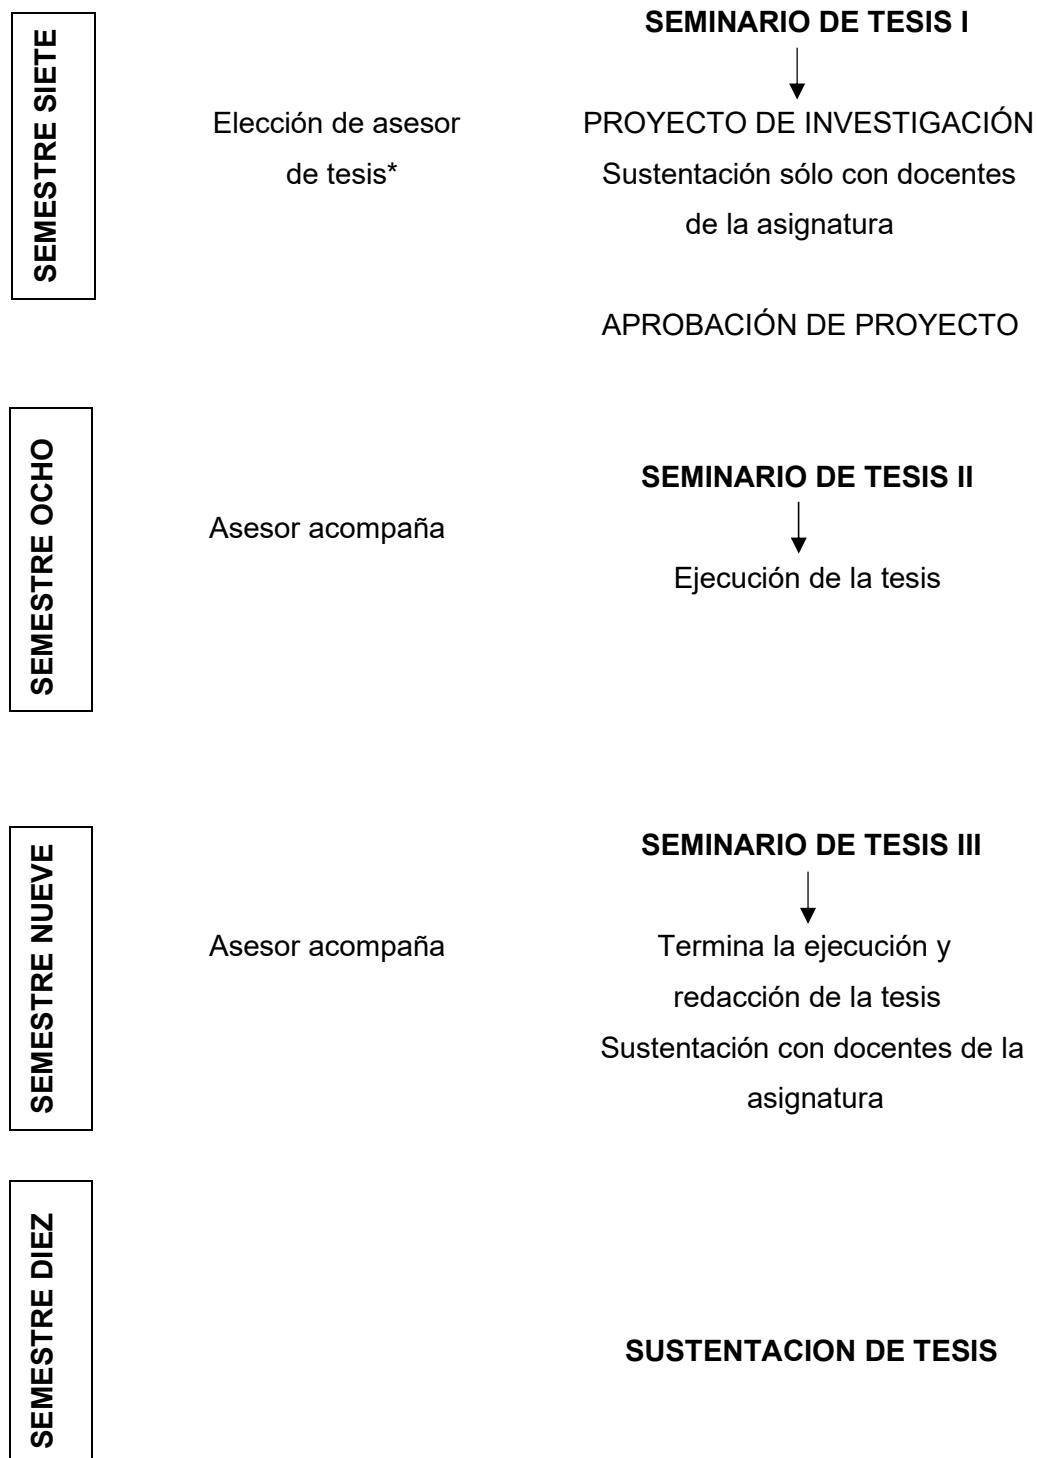 SEMESTRE SIETE
SEMINARIO DE TESIS I
Elección de asesor
de tesis*
PROYECTO DE INVESTIGACIÓN
Sustentación sólo con docentes
de la asignatura
APROBACIÓN DE PROYECTO
SEMESTRE OCHO
SEMINARIO DE TESIS II
Asesor acompaña
Ejecución de la tesis
SEMESTRE NUEVE
SEMINARIO DE TESIS III
Asesor acompaña
Termina la ejecución y
redacción de la tesis
Sustentación con docentes de la
asignatura
SEMESTRE DIEZ
SUSTENTACION DE TESIS